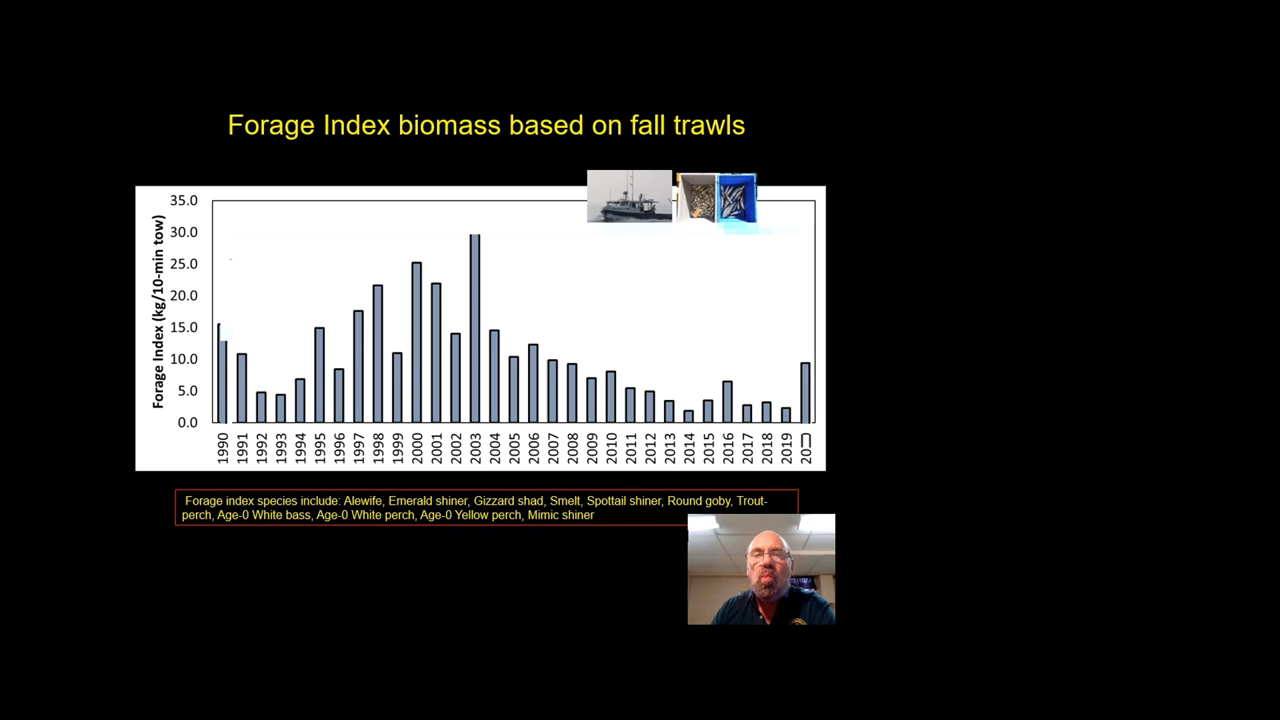 Forage Index biomass based on fall trawls
Forage Index (kg/10-min tow)
35.0
30.0
25.0
20.0
15.0
10.0
5.0
0.0
1990 1991 1992 1993 1994 1995 1996 1997 1998 1999 2000 2001 2002 2003 2004 2005 2006 2007 2008 2009 2010 2011 2012 2013 2014 2015 2016 2017 2018 2019
Forage index species include: Alewife, Emerald shiner, Gizzard shad, Smelt, Spottail shiner, Round goby, Trout-
perch, Age-0 White bass, Age-0 White perch, Age-0 Yellow perch, Mimic shiner